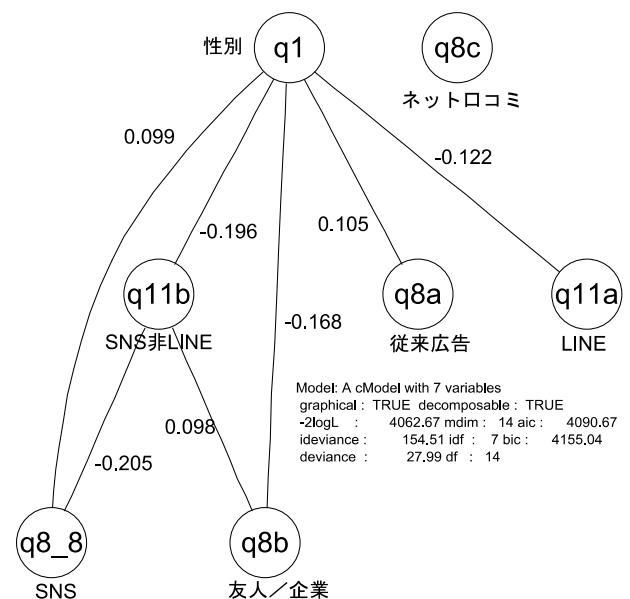 性別 q1 q8c
ネット口コミ
0.099
-0.122
-0.196 0.105
q11b q8a q11a
SNS非LINE 従来広告 LINE
-0.168
Model: A cModel with 7 variables
graphical : TRUE decomposable : TRUE
-2logL : 4062.67 mdim : 14 aic : 4090.67
ideviance : 154.51 idf : 7 bic : 4155.04
deviance : 27.99 df : 14
0.098
-0.205
q8_8 q8b
SNS 友人／企業